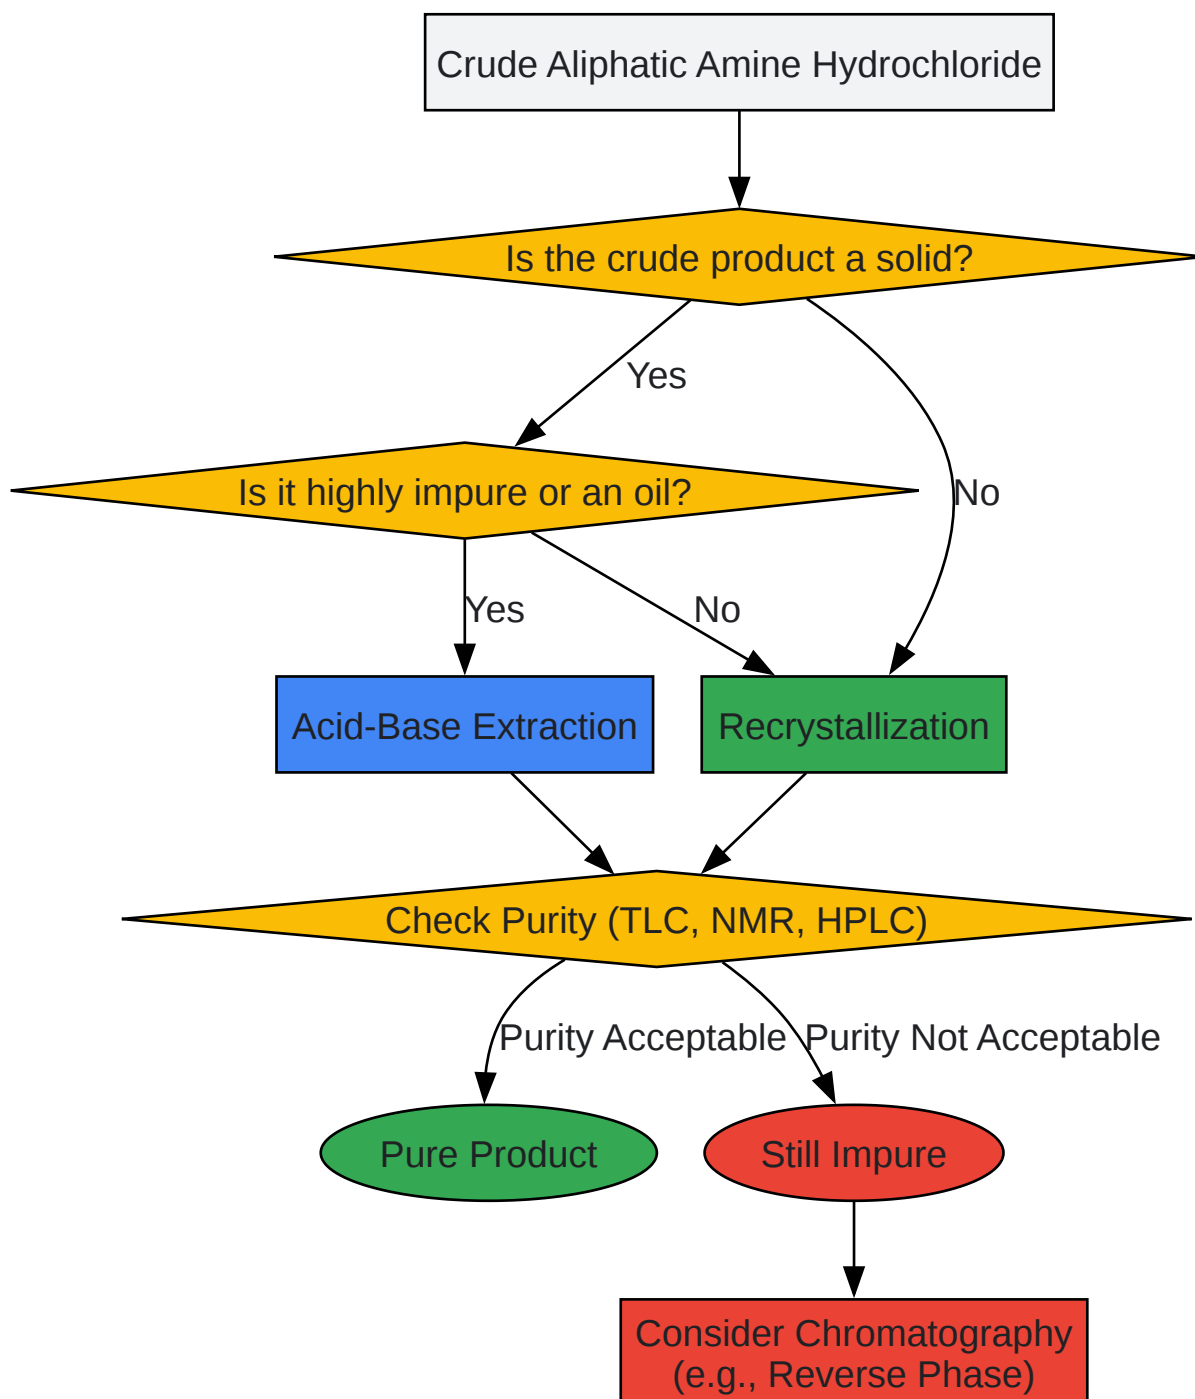 Crude Aliphatic Amine Hydrochloride
Is the crude product a solid?
Yes
Is it highly impure or an oil?
No
Yes
No
Acid-Base Extraction
Recrystallization
Check Purity (TLC, NMR, HPLC)
Purity Acceptable
Purity Not Acceptable
Pure Product
Still Impure
Consider Chromatography
(e.g., Reverse Phase)